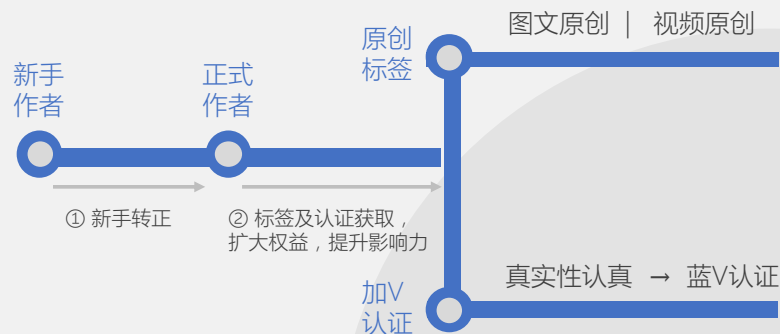 图文原创 | 视频原创
原创
标签
新手
作者
正式
作者
① 新手转正
② 标签及认证获取，
扩大权益，提升影响力
真实性认真 → 蓝V认证
加V
认证